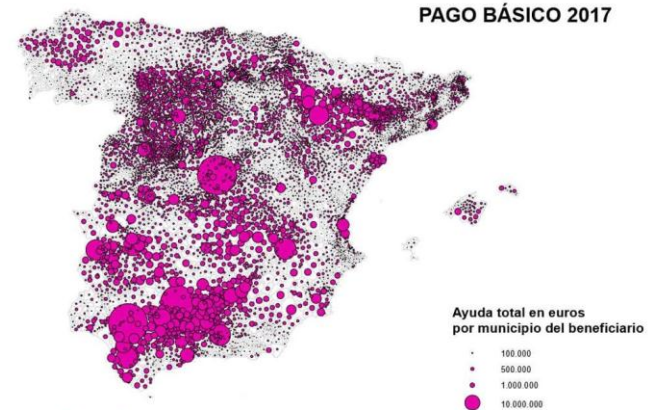 PAGO BÁSICO 2017
Ayuda total en euros
por municipio del beneficiario
100.000
500.000
1.000.000
10.000.000